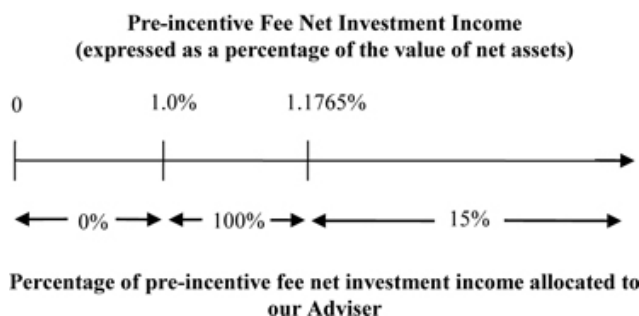 Pre-incentive Fee Net Investment Income
(expressed as a percentage of the value of net assets)
0 1.0% 1.1765%
0% 100% 15%
Percentage of pre-incentive fee net investment income allocated to
our Adviser